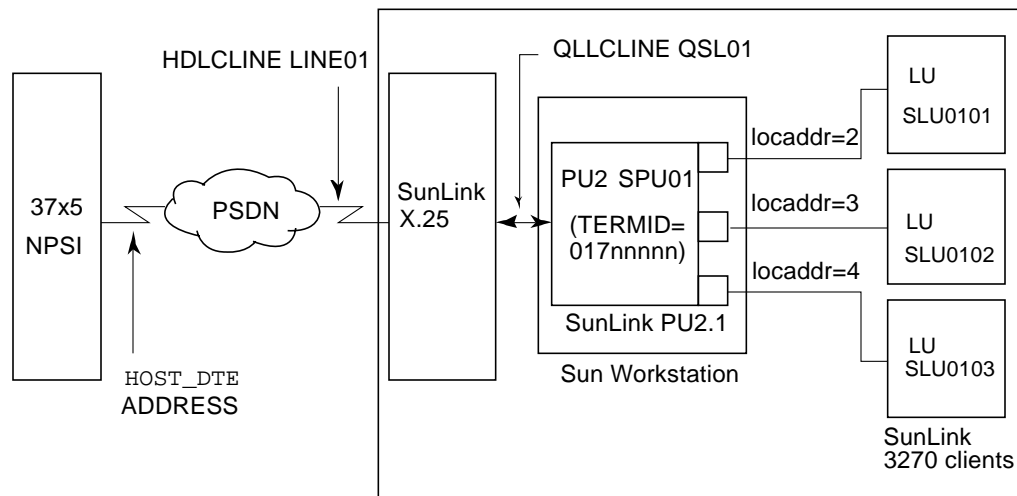 HDLCLINE LINE01
QLLCLINE QSL01
37x5
NPSI
PSDN
SunLink
X.25
PU2 SPU01
(TERMID=
017nnnnn)
SunLink PU2.1
Sun Workstation
locaddr=2
locaddr=3
locaddr=4
LU
SLU0101
LU
SLU0102
LU
SLU0103
SunLink
3270 clients
HOST_DTE
ADDRESS